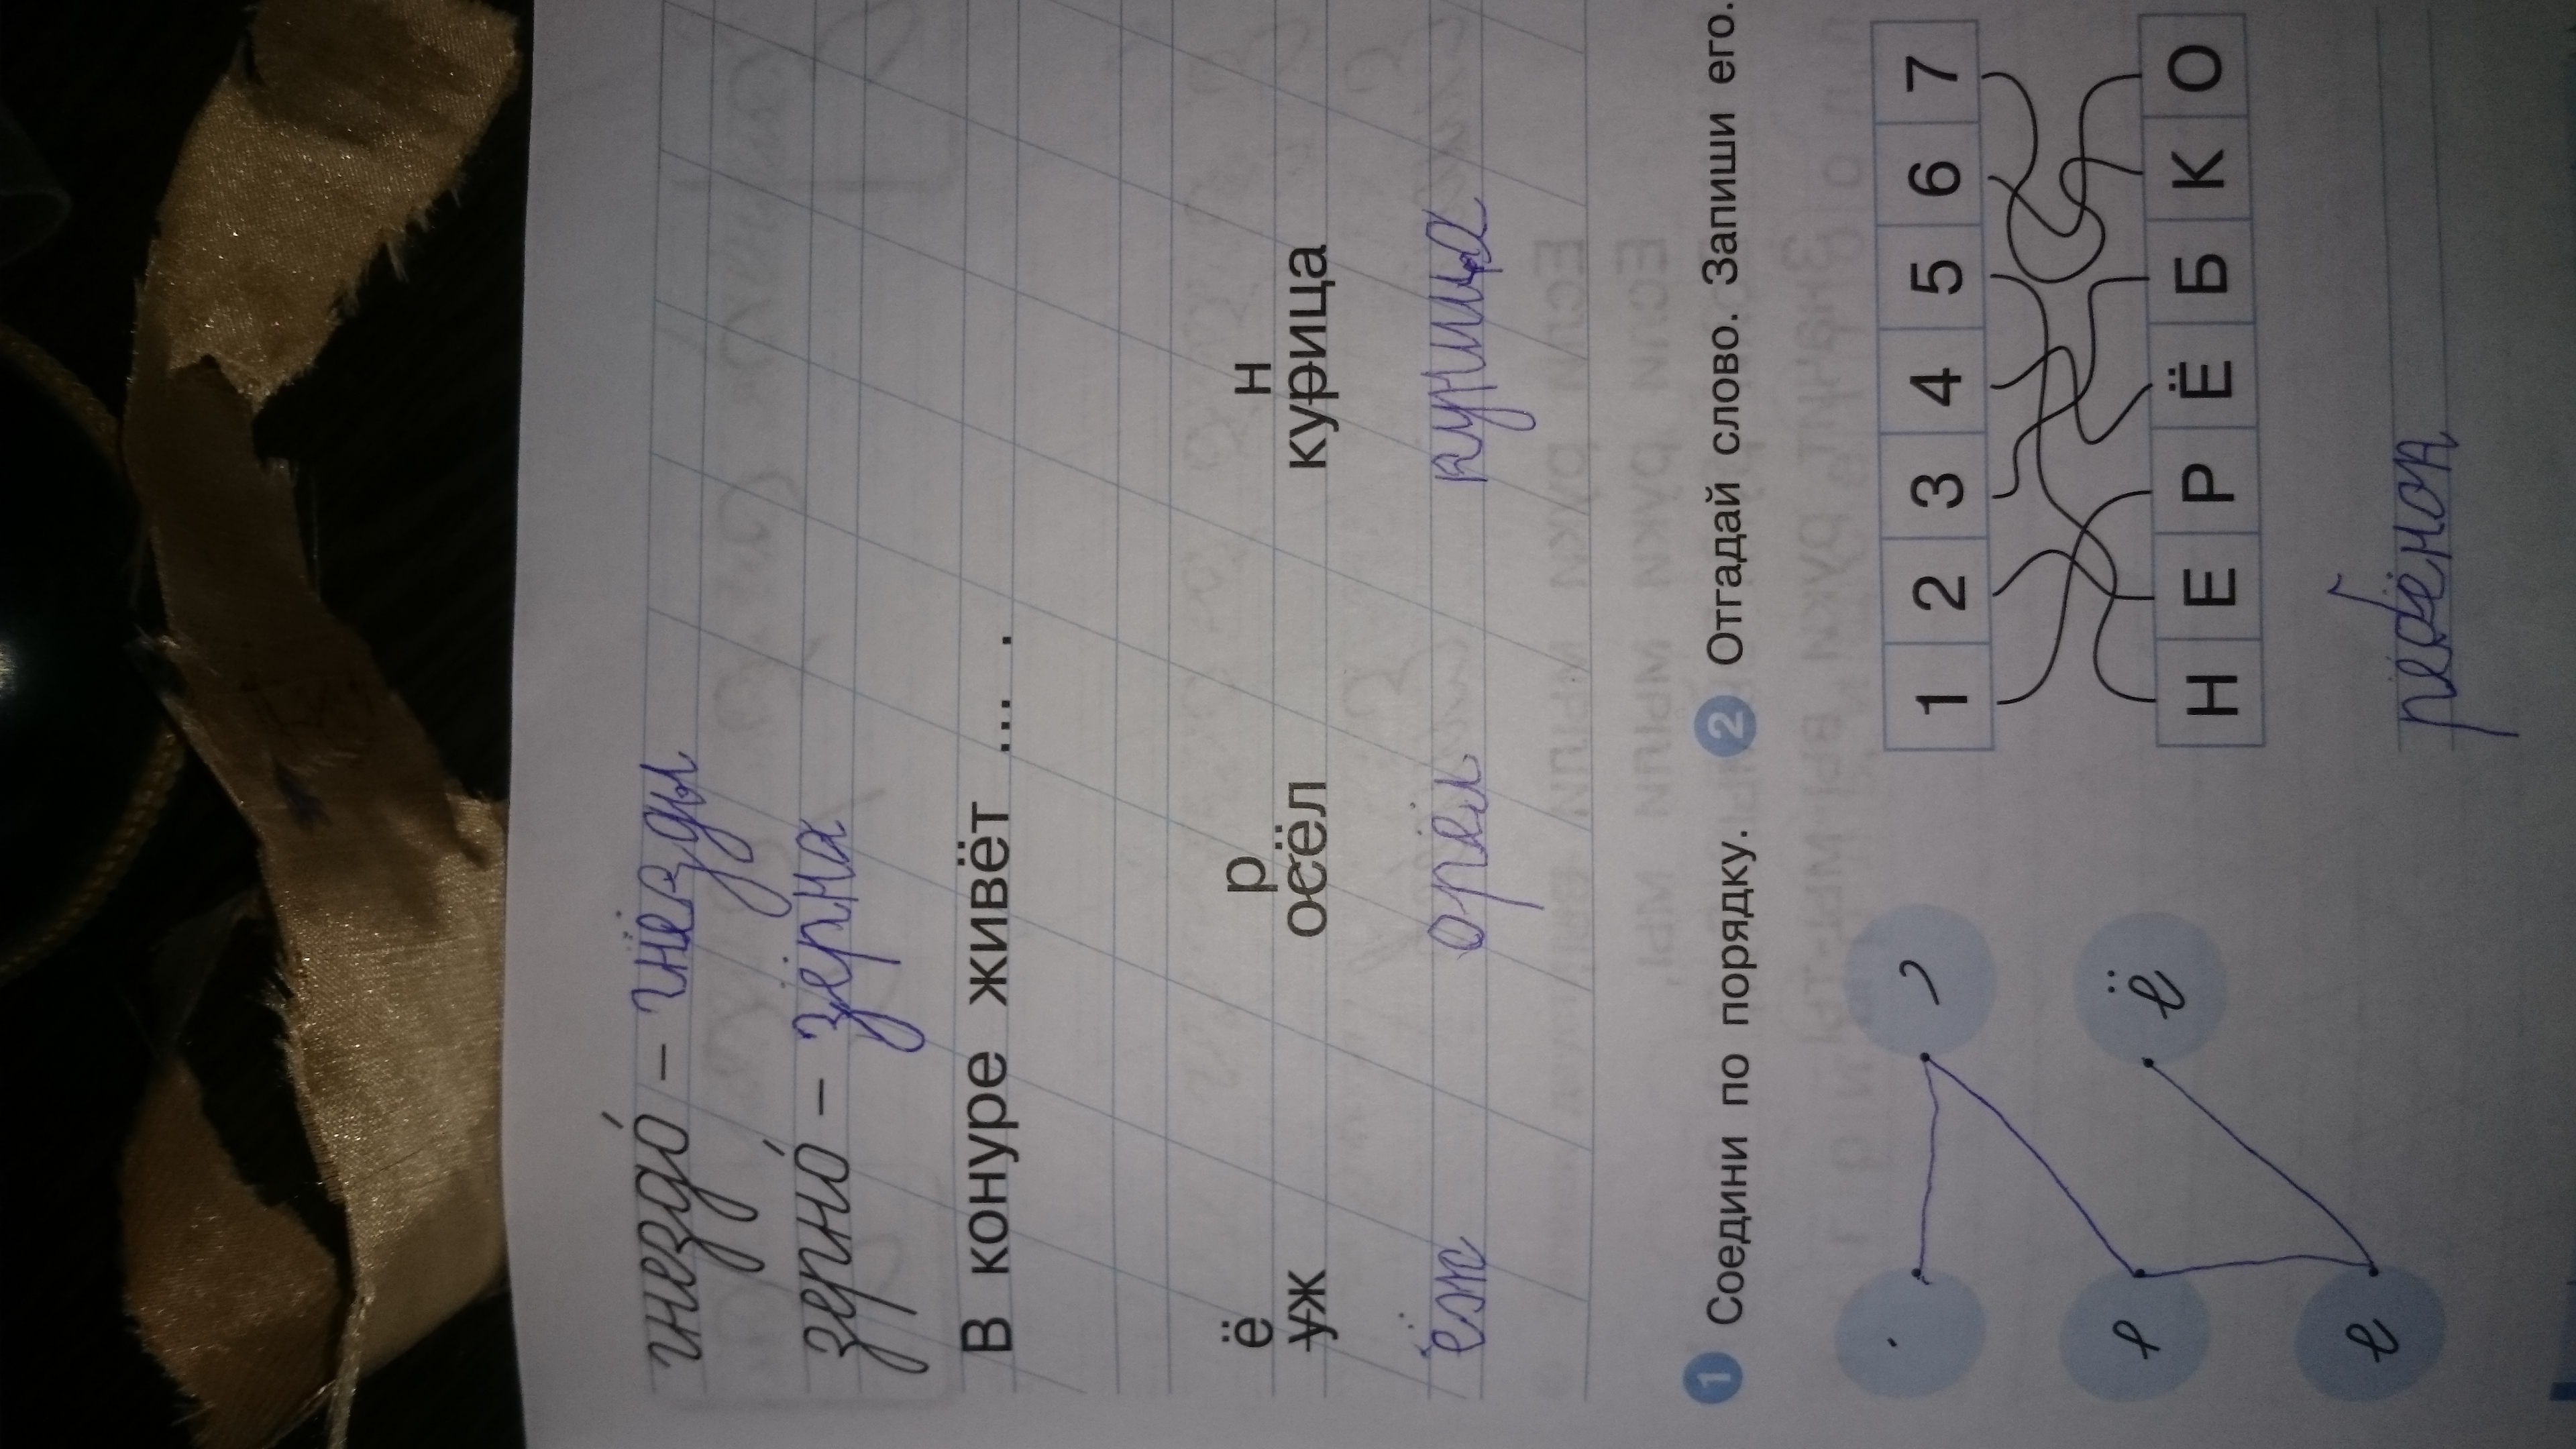 гнездо́ – гнёзды
зерно́ – зёрна
В конуре живёт ... .
ё р н
уж осёл курица
ёж орёл куница
1 Соедини по порядку.
2 Отгадай слово. Запиши его.
1 2 3 4 5 6 7
ё
е
Н Е Р Ё Б К О
ребёнок